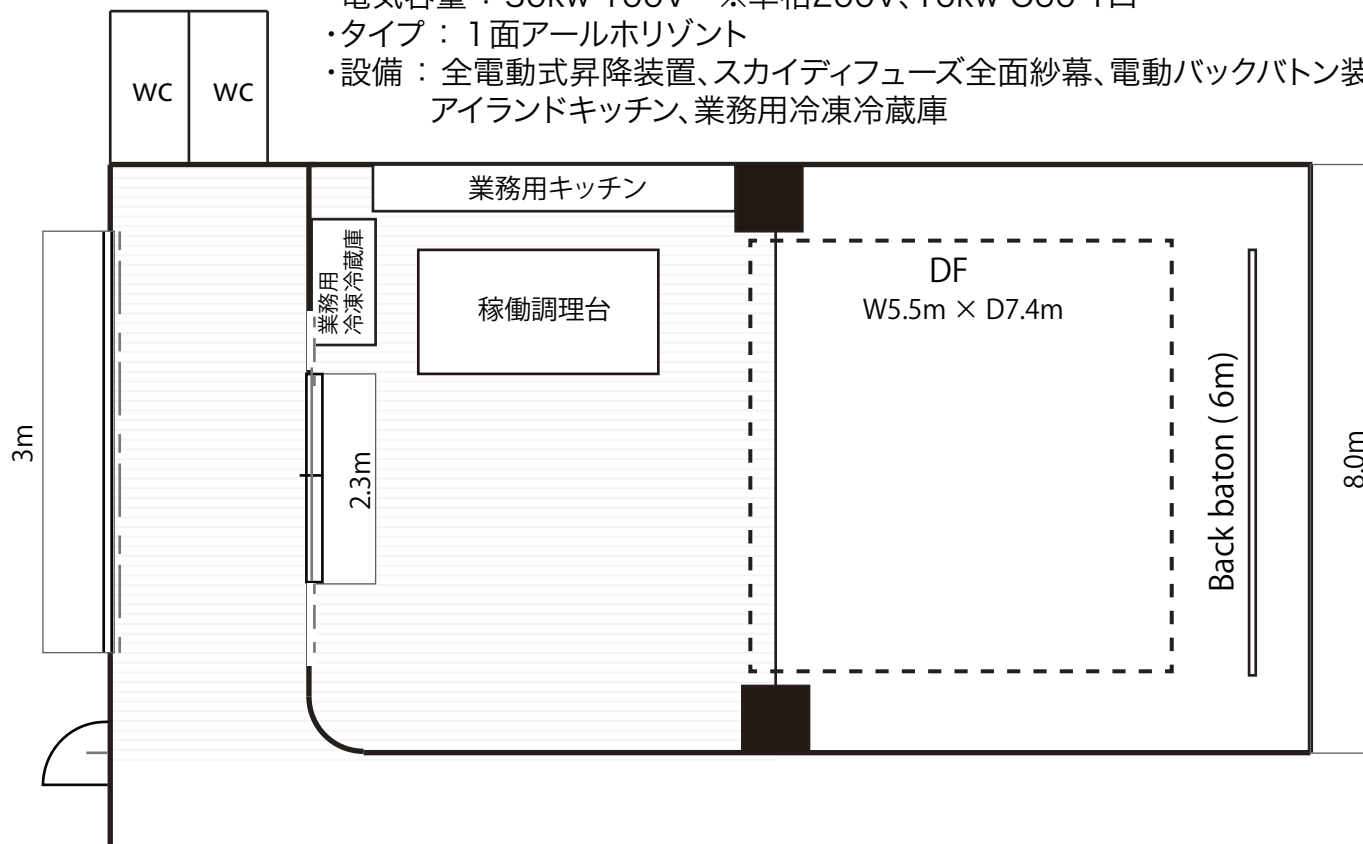 ・タイプ ： 1面アールホリゾント
・設備 ： 全電動式昇降装置、スカイディフューズ全面紗幕、電動バックバトン装
アイランドキッチン、業務用冷凍冷蔵庫
WC WC
業務用キッチン
業務用
冷凍冷蔵庫
稼働調理台
DF
W5.5m × D7.4m
3m
2.3m
Back baton ( 6m)
8.0m